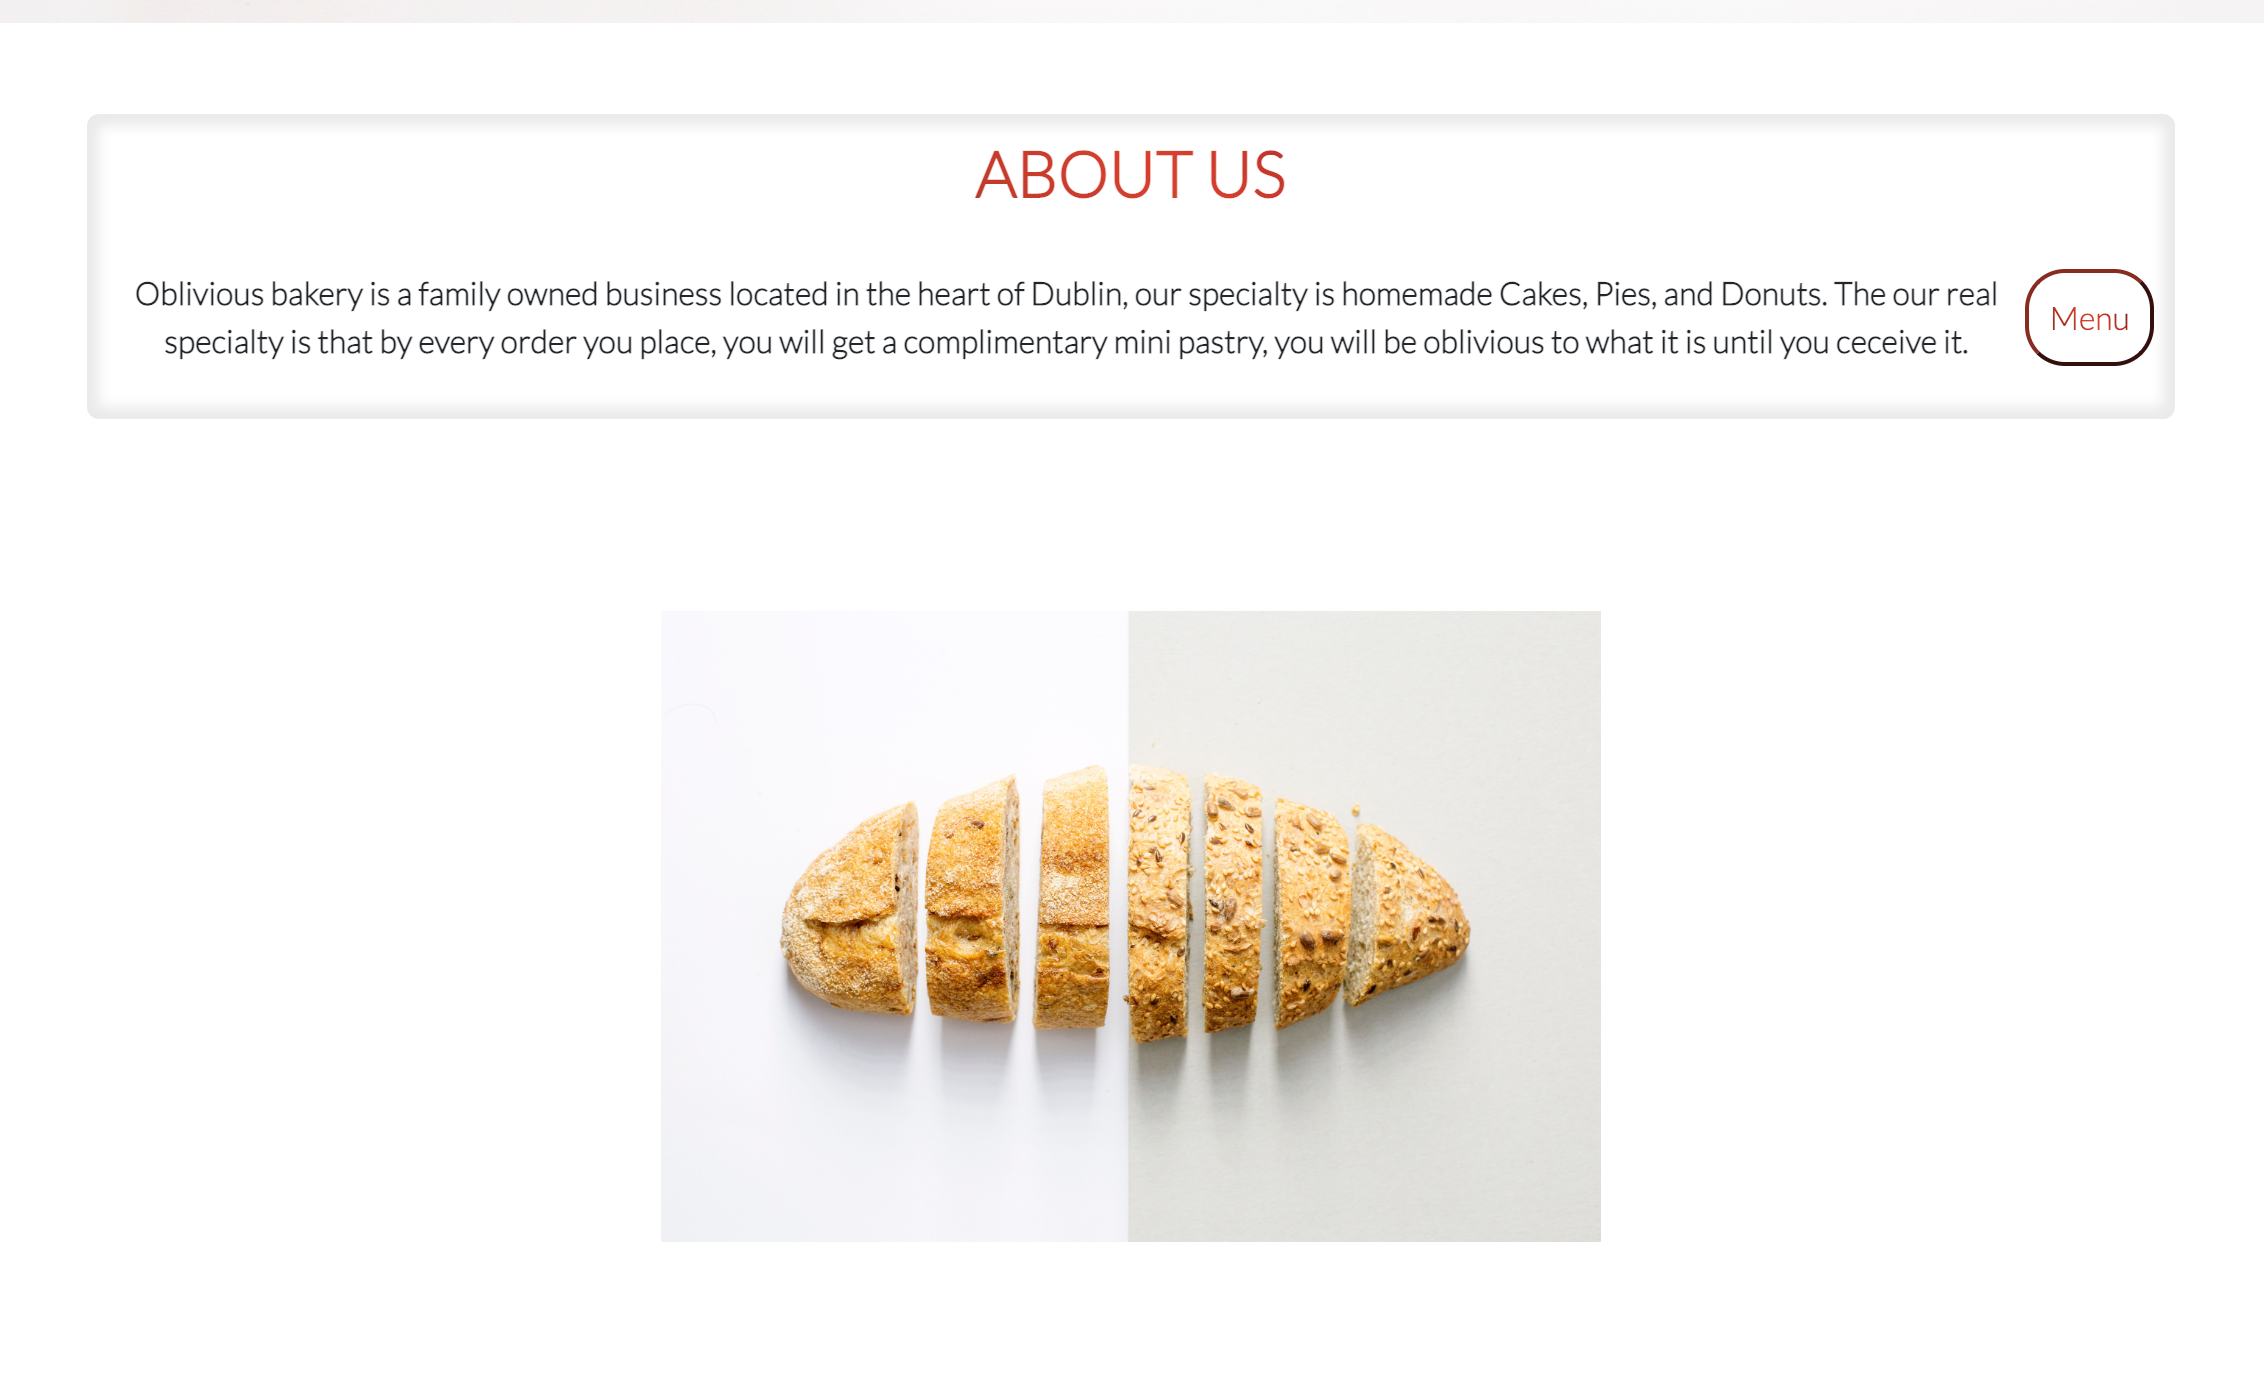 ABOUT US
Oblivious bakery is a family owned business located in the heart of Dublin, our specialty is homemade Cakes, Pies, and Donuts. The our real
specialty is that by every order you place, you will get a complimentary mini pastry, you will be oblivious to what it is until you ceceive it.
Menu